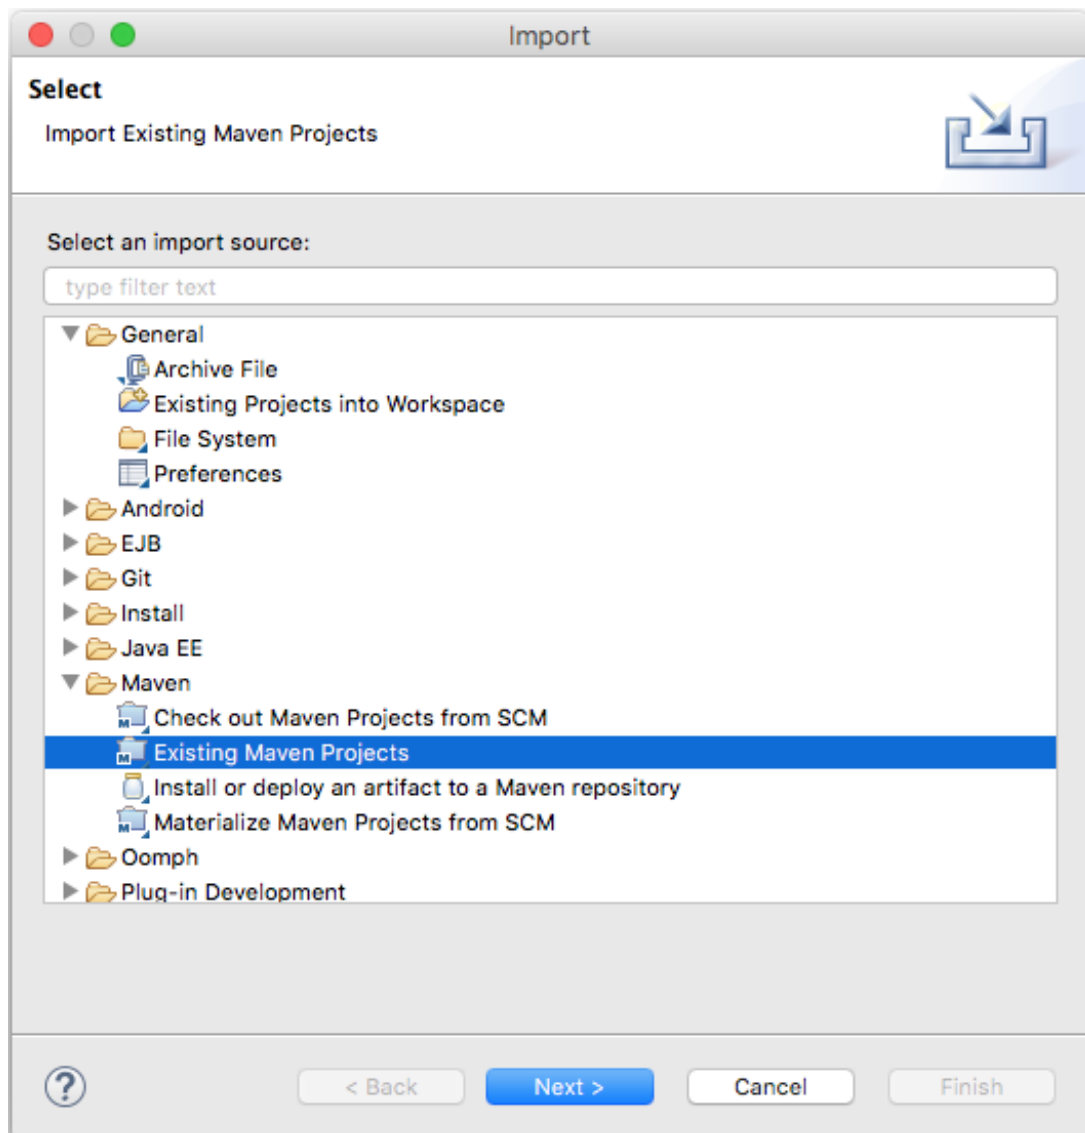 Import
Select
Import Existing Maven Projects
Select an import source:
type filter text
General
Archive File
Existing Projects into Workspace
File System
Preferences
Android
EJB
Git
Install
Java EE
Maven
Check out Maven Projects from SCM
Existing Maven Projects
Install or deploy an artifact to a Maven repository
Materialize Maven Projects from SCM
Oomph
Plug-in Development
? < Back Next > Cancel Finish